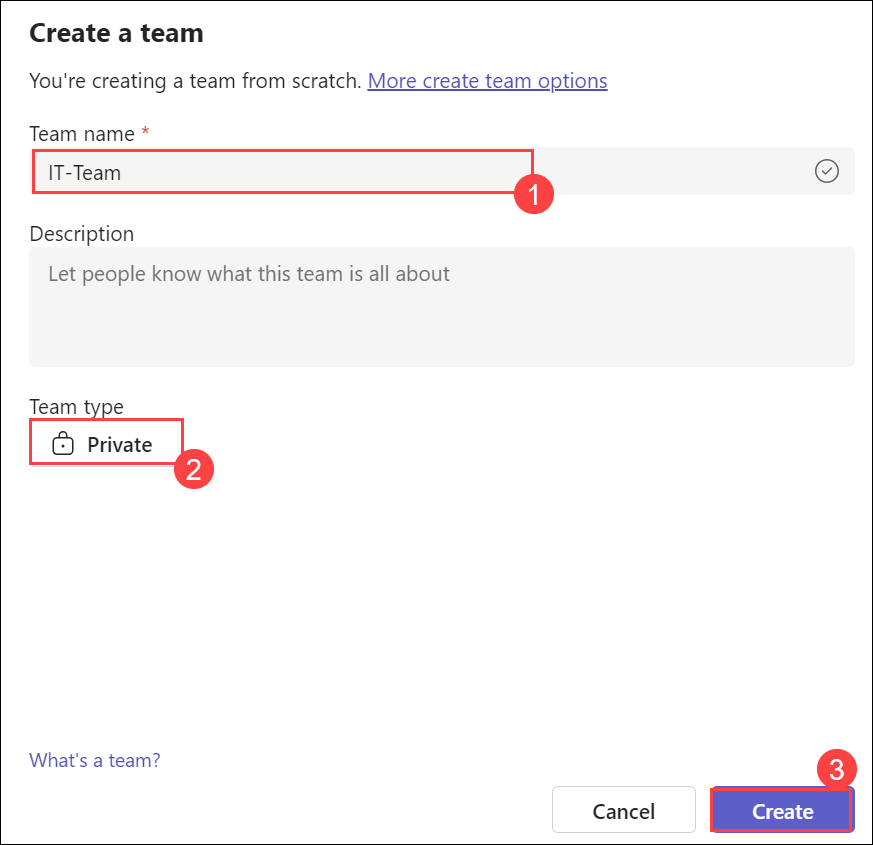 Create a team
You're creating a team from scratch. More create team options
Team name *
IT-Team
1
Description
Let people know what this team is all about
Team type
Private
2
What's a team?
3
Cancel
Create